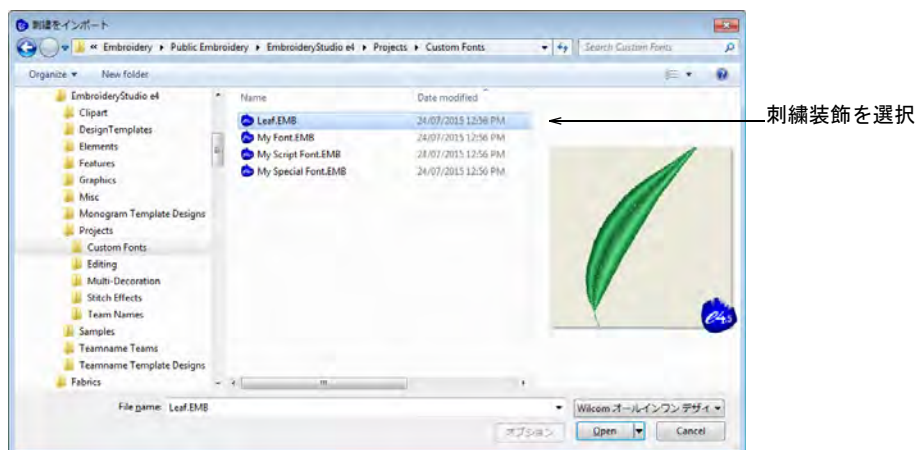 刺繍をインポート
« Embroidery ▸ Public Embroidery ▸ EmbroideryStudio e4 ▸ Projects ▸ Custom Fonts
Search Custom Fonts
Organize ▾ New folder
EmbroideryStudio e4
Clipart
DesignTemplates
Elements
Features
Graphics
Misc
Monogram Template Designs
Projects
Custom Fonts
Editing
Multi-Decoration
Stitch Effects
Team Names
Samples
Teamname Teams
Teamname Template Designs
Fabrics
Name Date modified
Leaf.EMB 24/07/2015 12:56 PM
My Font.EMB 24/07/2015 12:56 PM
My Script Font.EMB 24/07/2015 12:56 PM
My Special Font.EMB 24/07/2015 12:56 PM
刺繍装飾を選択
e4.5
File name: Leaf.EMB
Wilcom オールインワン デザイ
オプション Open Cancel